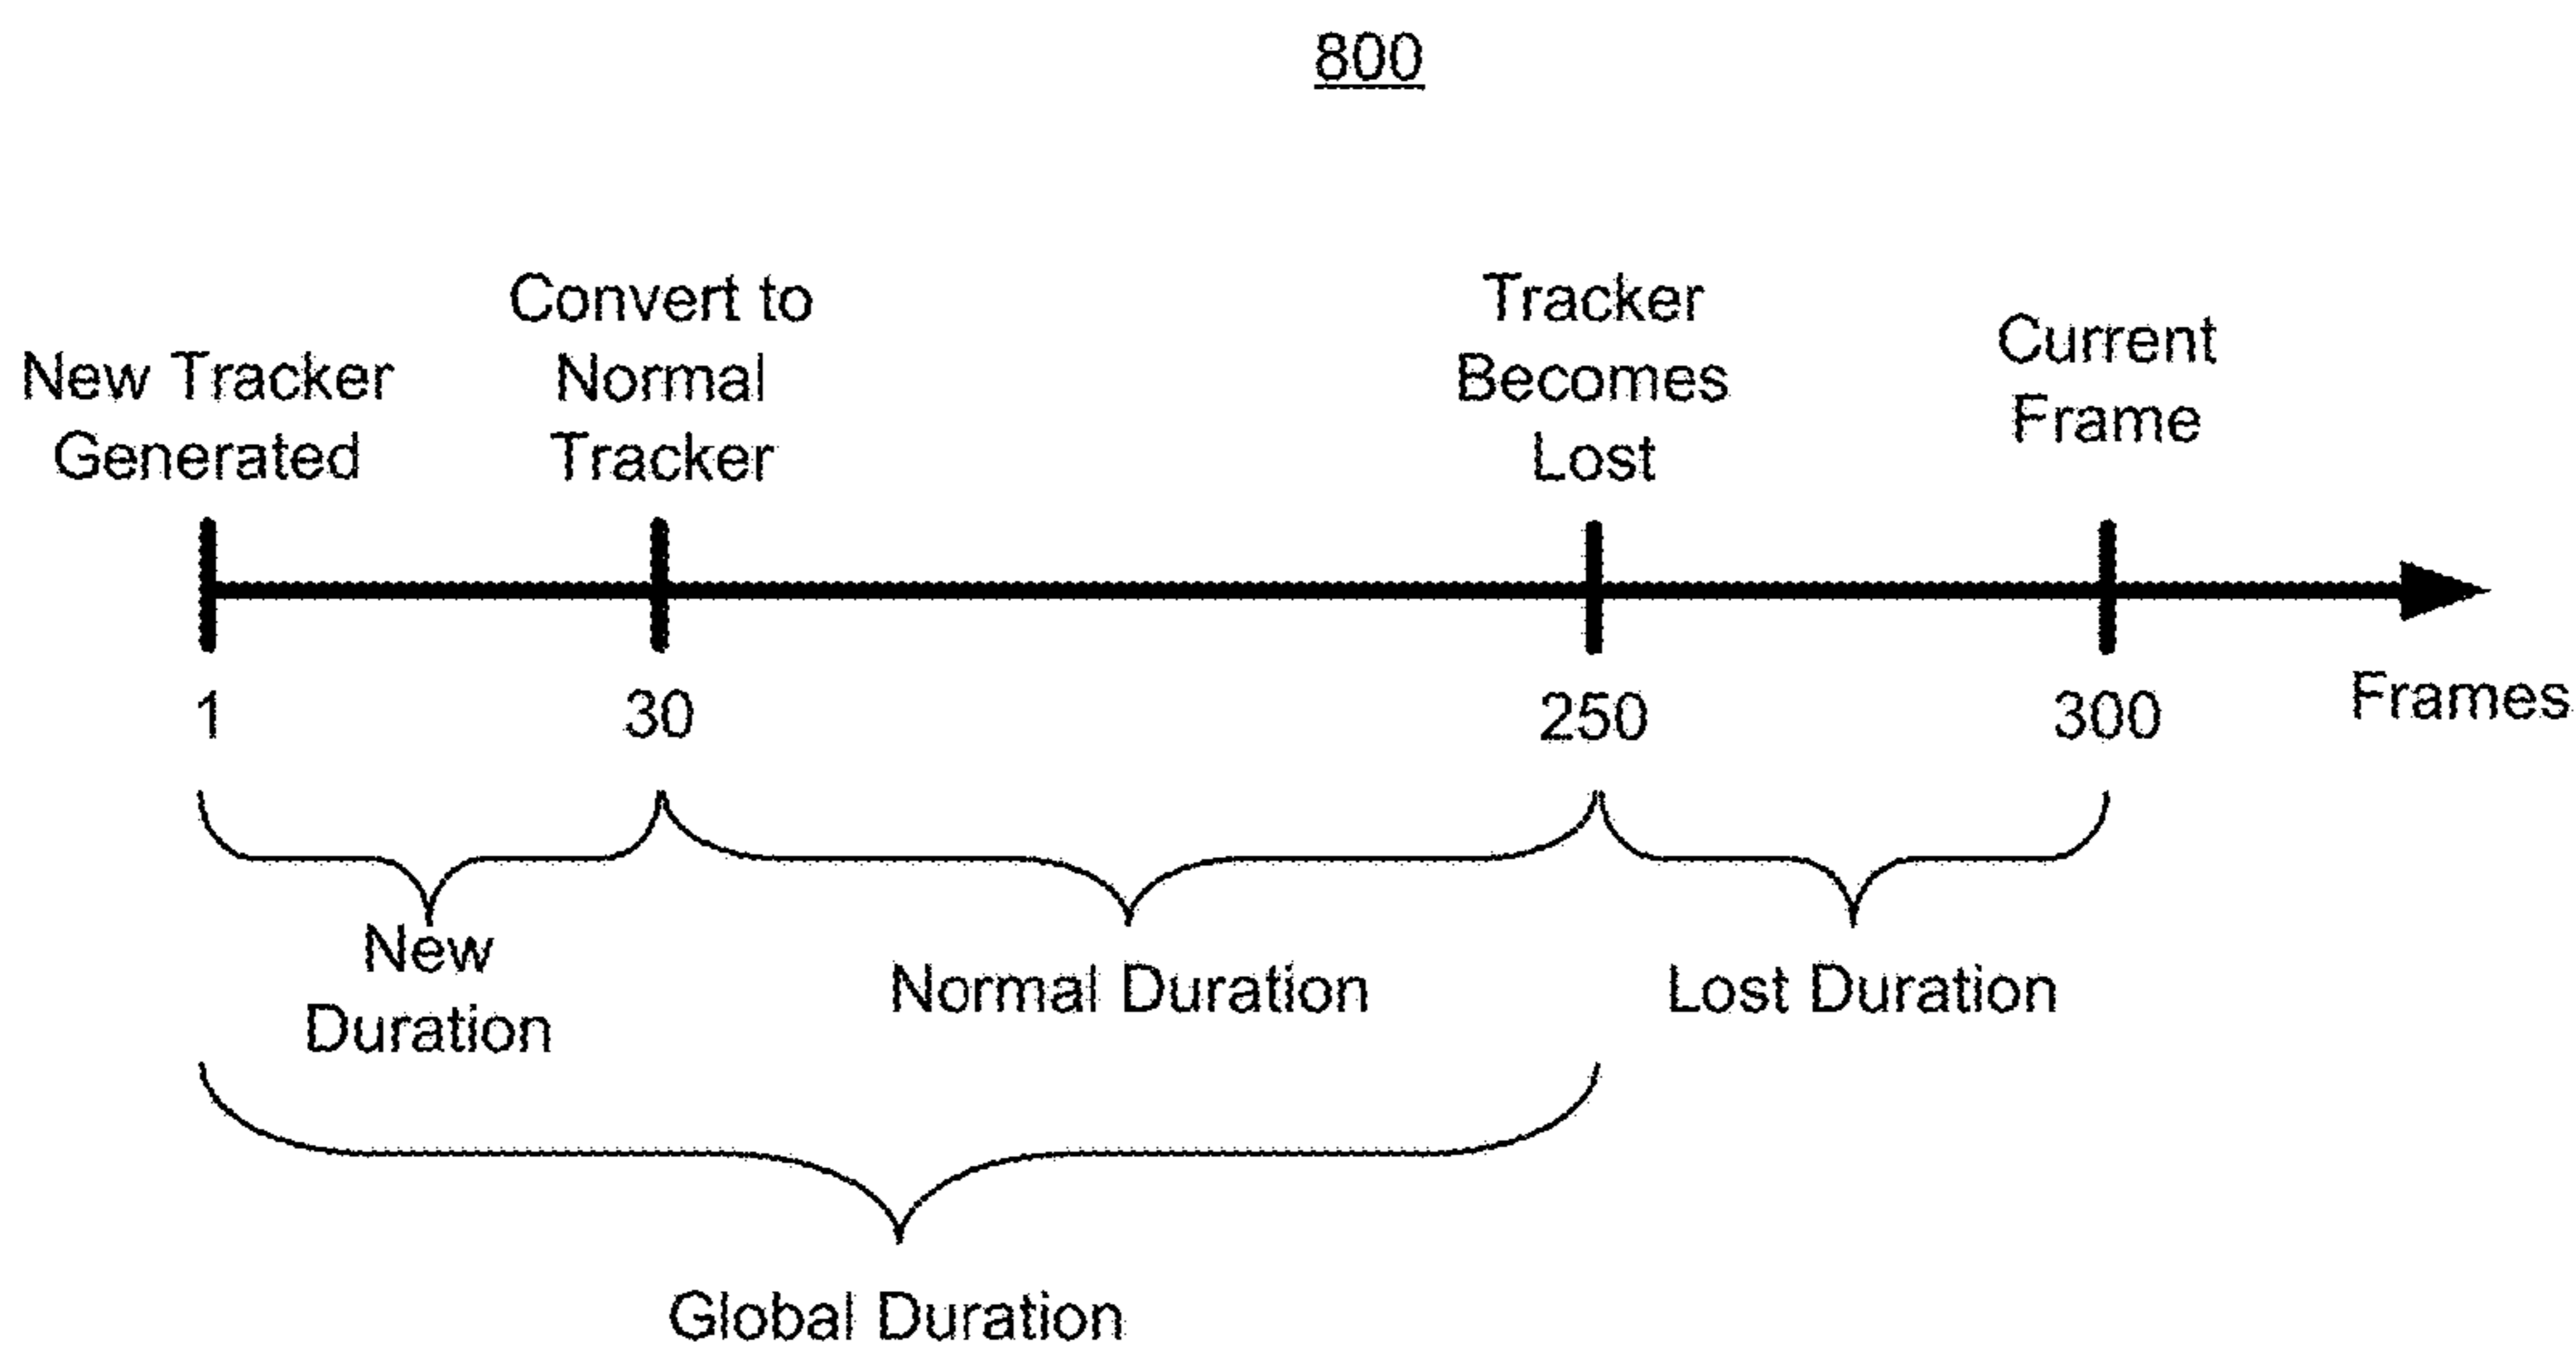 800
New Tracker
Generated
Convert to
Normal
Tracker
Tracker
Becomes
Lost
Current
Frame
1
30
250
300
Frames
New
Duration
Normal Duration
Lost Duration
Global Duration